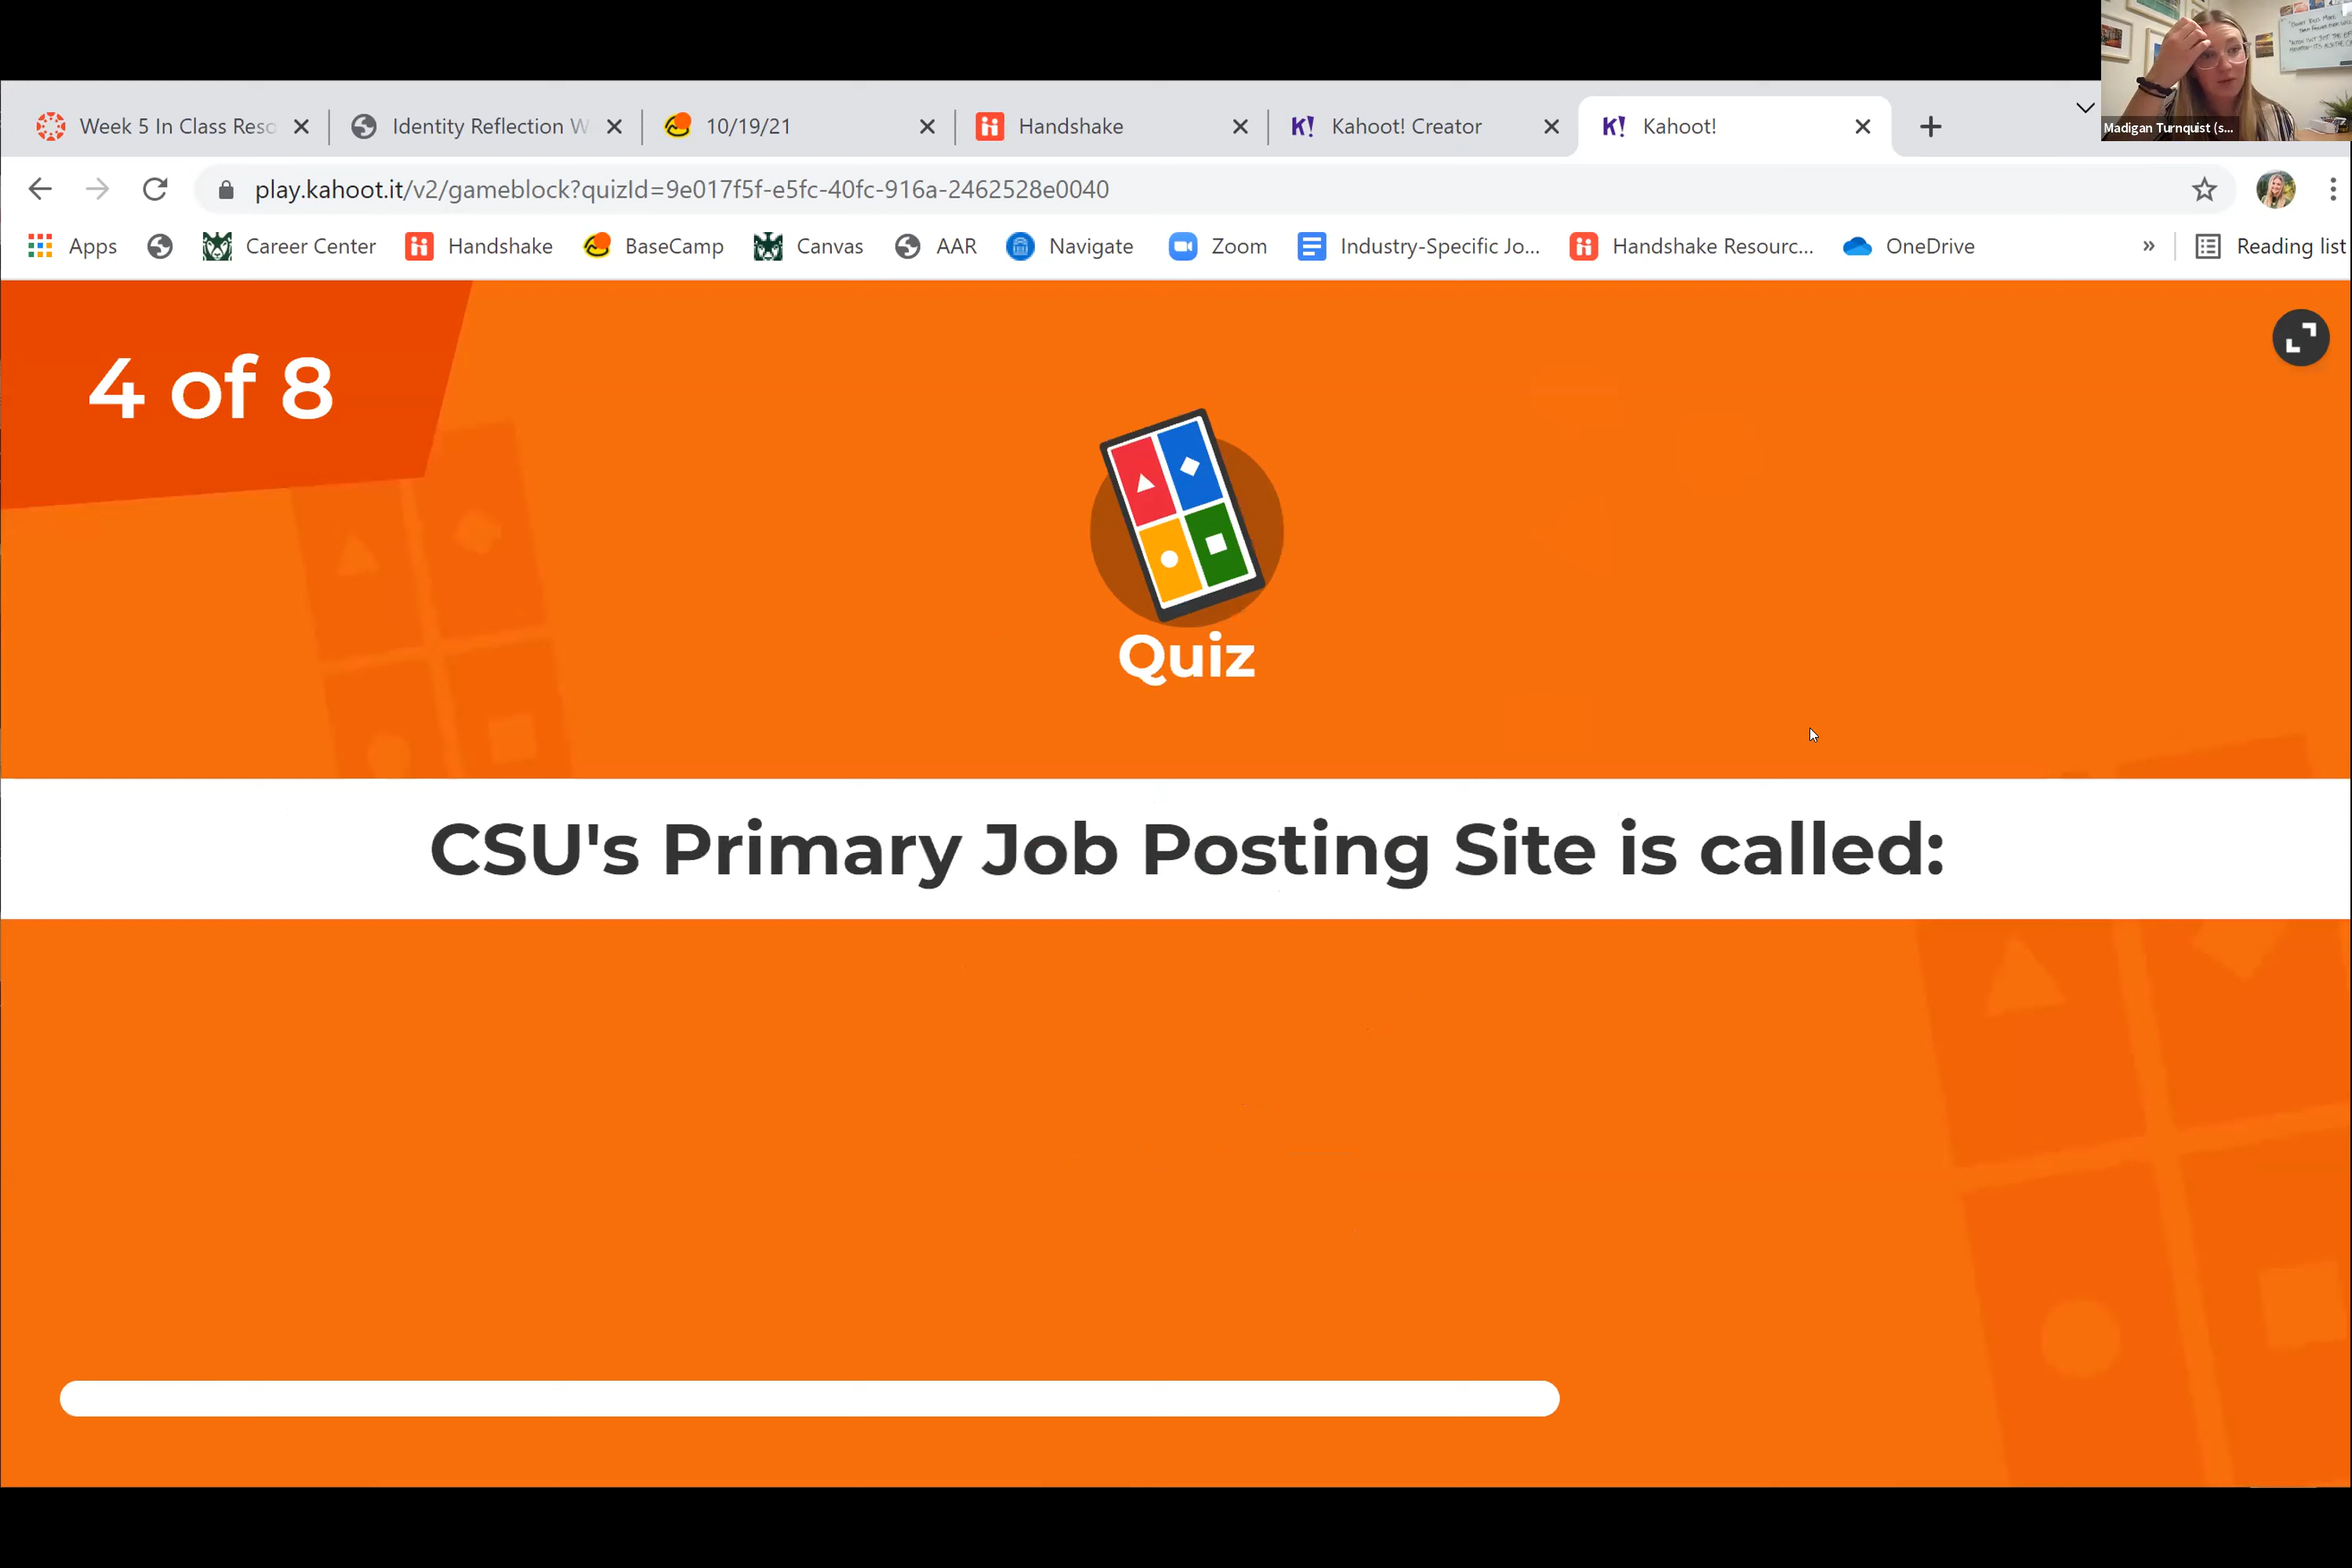 Week 5 In Class Reso
Identity Reflection W
10/19/21
Handshake
Kahoot! Creator
Kahoot!
play.kahoot.it/v2/gameblock?quizId=9e017f5f-e5fc-40fc-916a-2462528e0040
Apps
Career Center
Handshake
BaseCamp
Canvas
AAR
Navigate
Zoom
Industry-Specific Jo...
Handshake Resourc...
OneDrive
»
Reading list
Madigan Turnquist (s...
4 of 8
Quiz
CSU's Primary Job Posting Site is called: